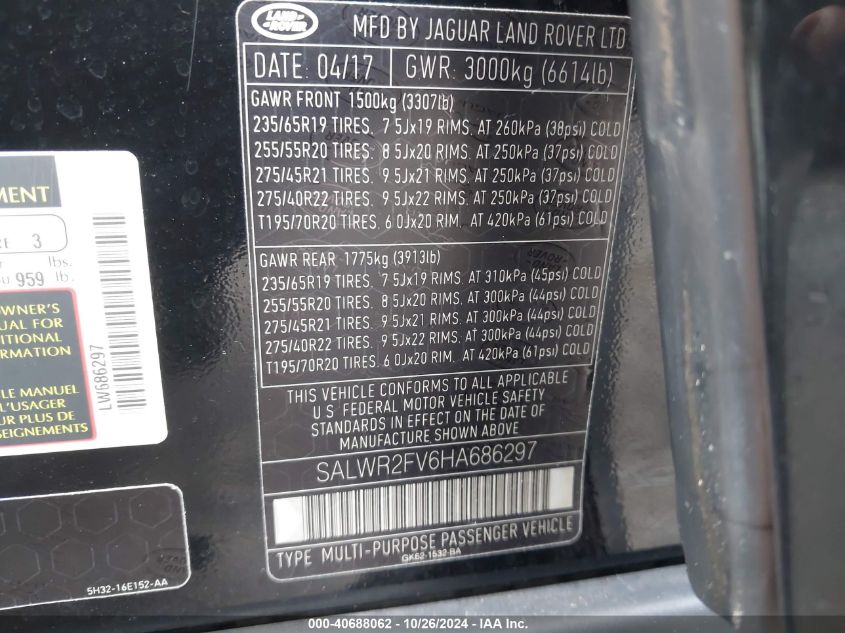 LAND
ROVER
MFD BY JAGUAR LAND ROVER LTD
DATE: 04/17
GWR: 3000kg (6614lb)
GAWR FRONT 1500kg (3307lb)
235/65R19 TIRES. 7 5Jx19 RIMS. AT 260kPa (38psi) COLD
255/55R20 TIRES. 8 5Jx20 RIMS. AT 250kPa (37psi) COLD
275/45R21 TIRES. 9 5Jx21 RIMS. AT 250kPa (37psi) COLD
275/40R22 TIRES. 9 5Jx22 RIMS. AT 250kPa (37psi) COLD
T195/70R20 TIRES. 6 0Jx20 RIM. AT 420kPa (61psi) COLD
GAWR REAR 1775kg (3913lb)
235/65R19 TIRES. 7 5Jx19 RIMS. AT 310kPa (45psi) COLD
255/55R20 TIRES. 8 5Jx20 RIMS. AT 300kPa (44psi) COLD
275/45R21 TIRES. 9 5Jx21 RIMS. AT 300kPa (44psi) COLD
275/40R22 TIRES. 9 5Jx22 RIMS. AT 300kPa (44psi) COLD
T195/70R20 TIRES. 6 0Jx20 RIM. AT 420kPa (61psi) COLD
THIS VEHICLE CONFORMS TO ALL APPLICABLE
U S FEDERAL MOTOR VEHICLE SAFETY
STANDARDS IN EFFECT ON THE DATE OF
MANUFACTURE SHOWN ABOVE
SALWR2FV6HA686297
TYPE MULTI-PURPOSE PASSENGER VEHICLE
GK62-1532-BA
MENT
RE 3
r lbs.
ou 959 lb.
OWNER'S
UAL FOR
DITIONAL
ORMATION
LE MANUEL
L'USAGER
UR PLUS DE
SEIGNEMENTS
LW686297
5H32-16E152-AA
000-40688062 - 10/26/2024 - IAAI.com